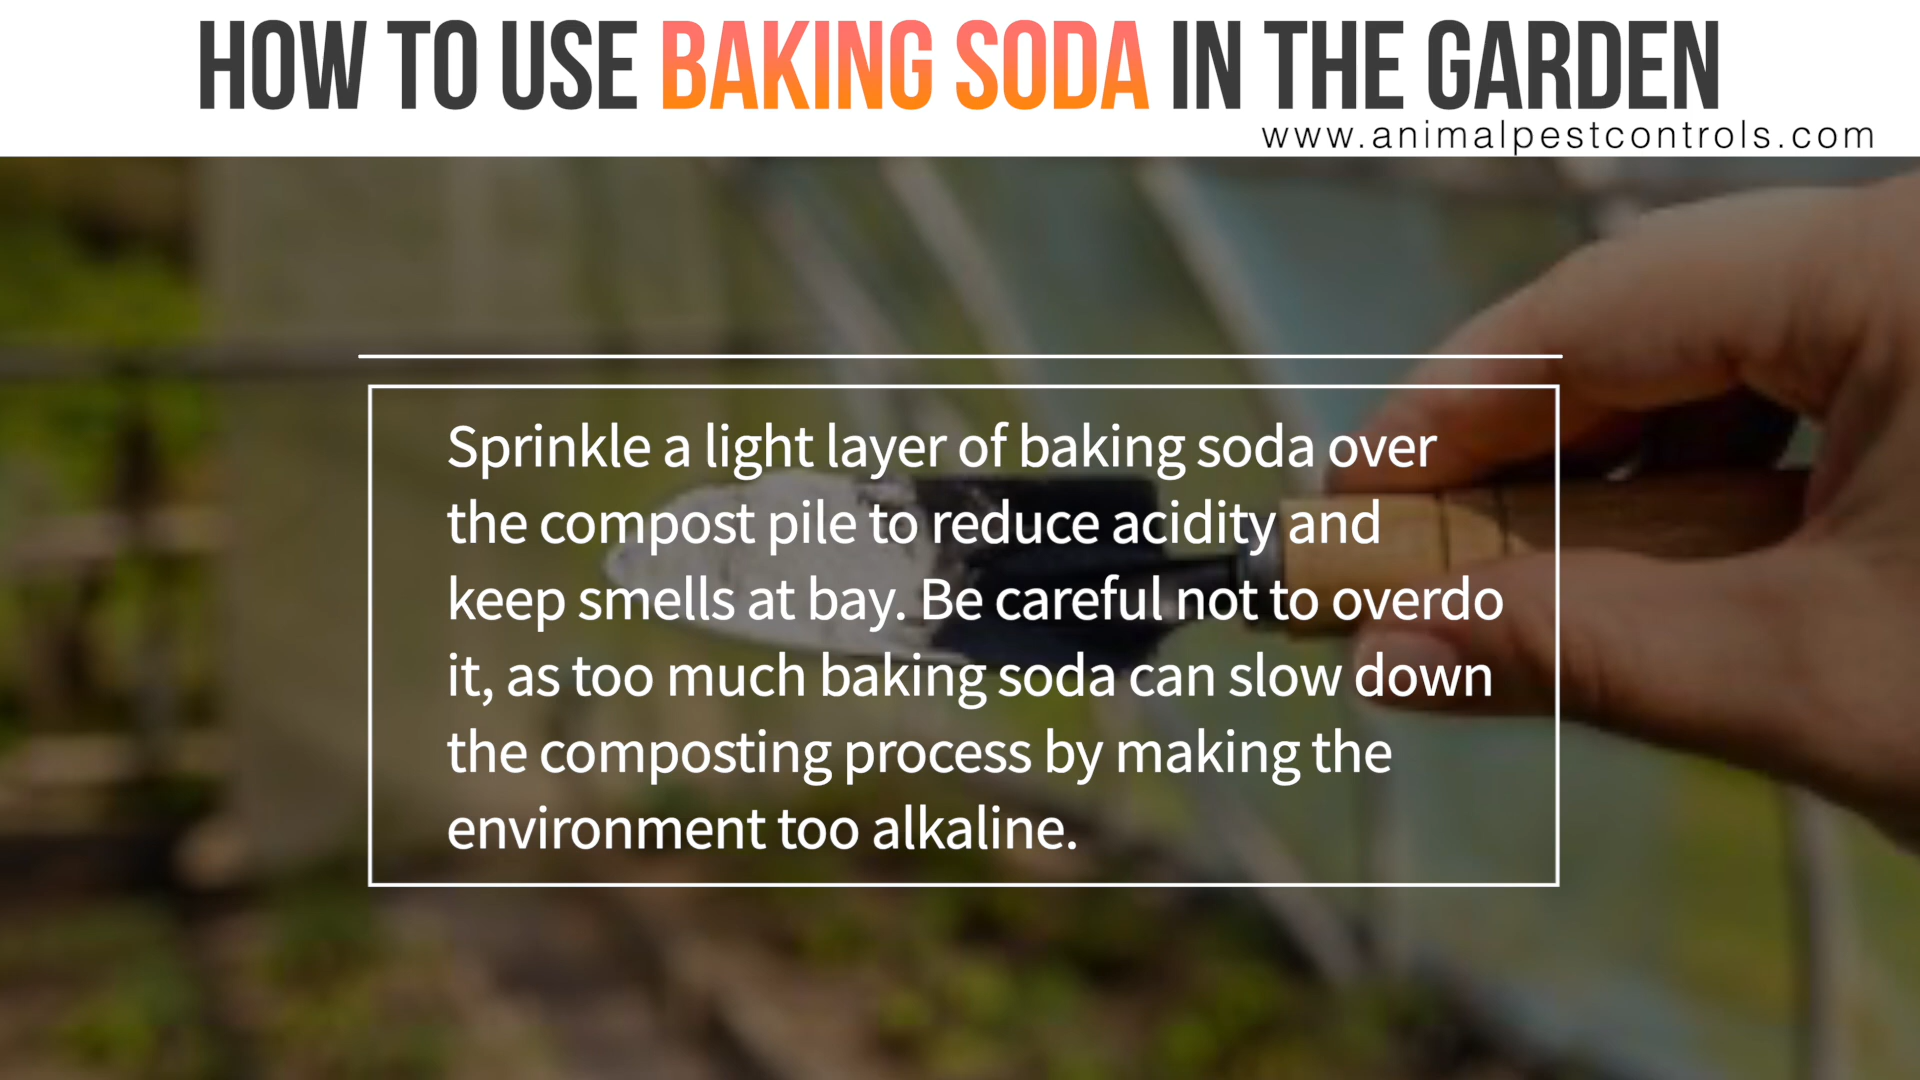 HOW TO USE BAKING SODA IN THE GARDEN
www.animalpestcontrols.com
Sprinkle a light layer of baking soda over
the compost pile to reduce acidity and
keep smells at bay. Be careful not to overdo
it, as too much baking soda can slow down
the composting process by making the
environment too alkaline.